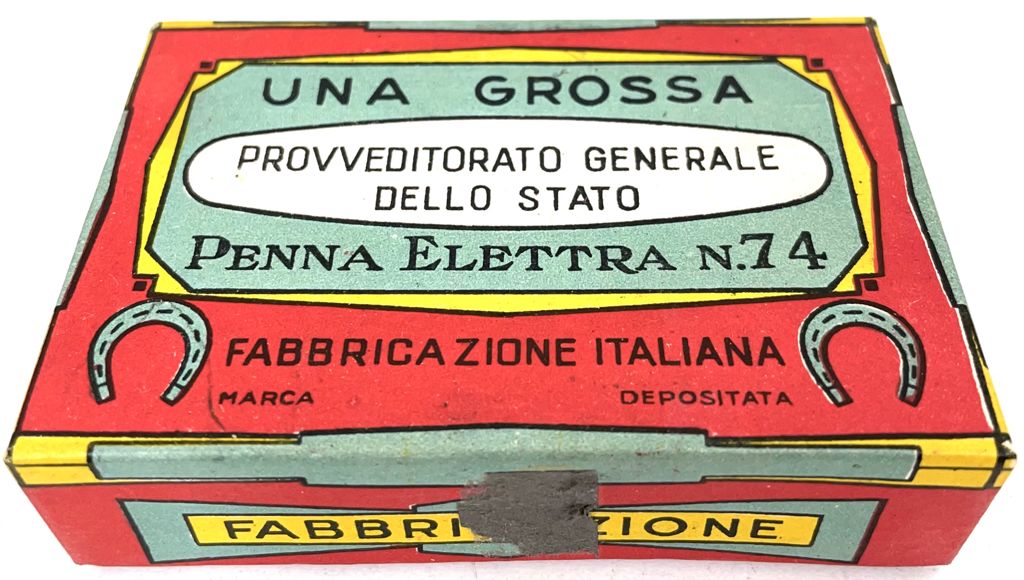 UNA GROSSA
PROVVEDITORATO GENERALE
DELLO STATO
PENNA ELETTRA N.74
FABBRICAZIONE ITALIANA
MARCA DEPOSITATA